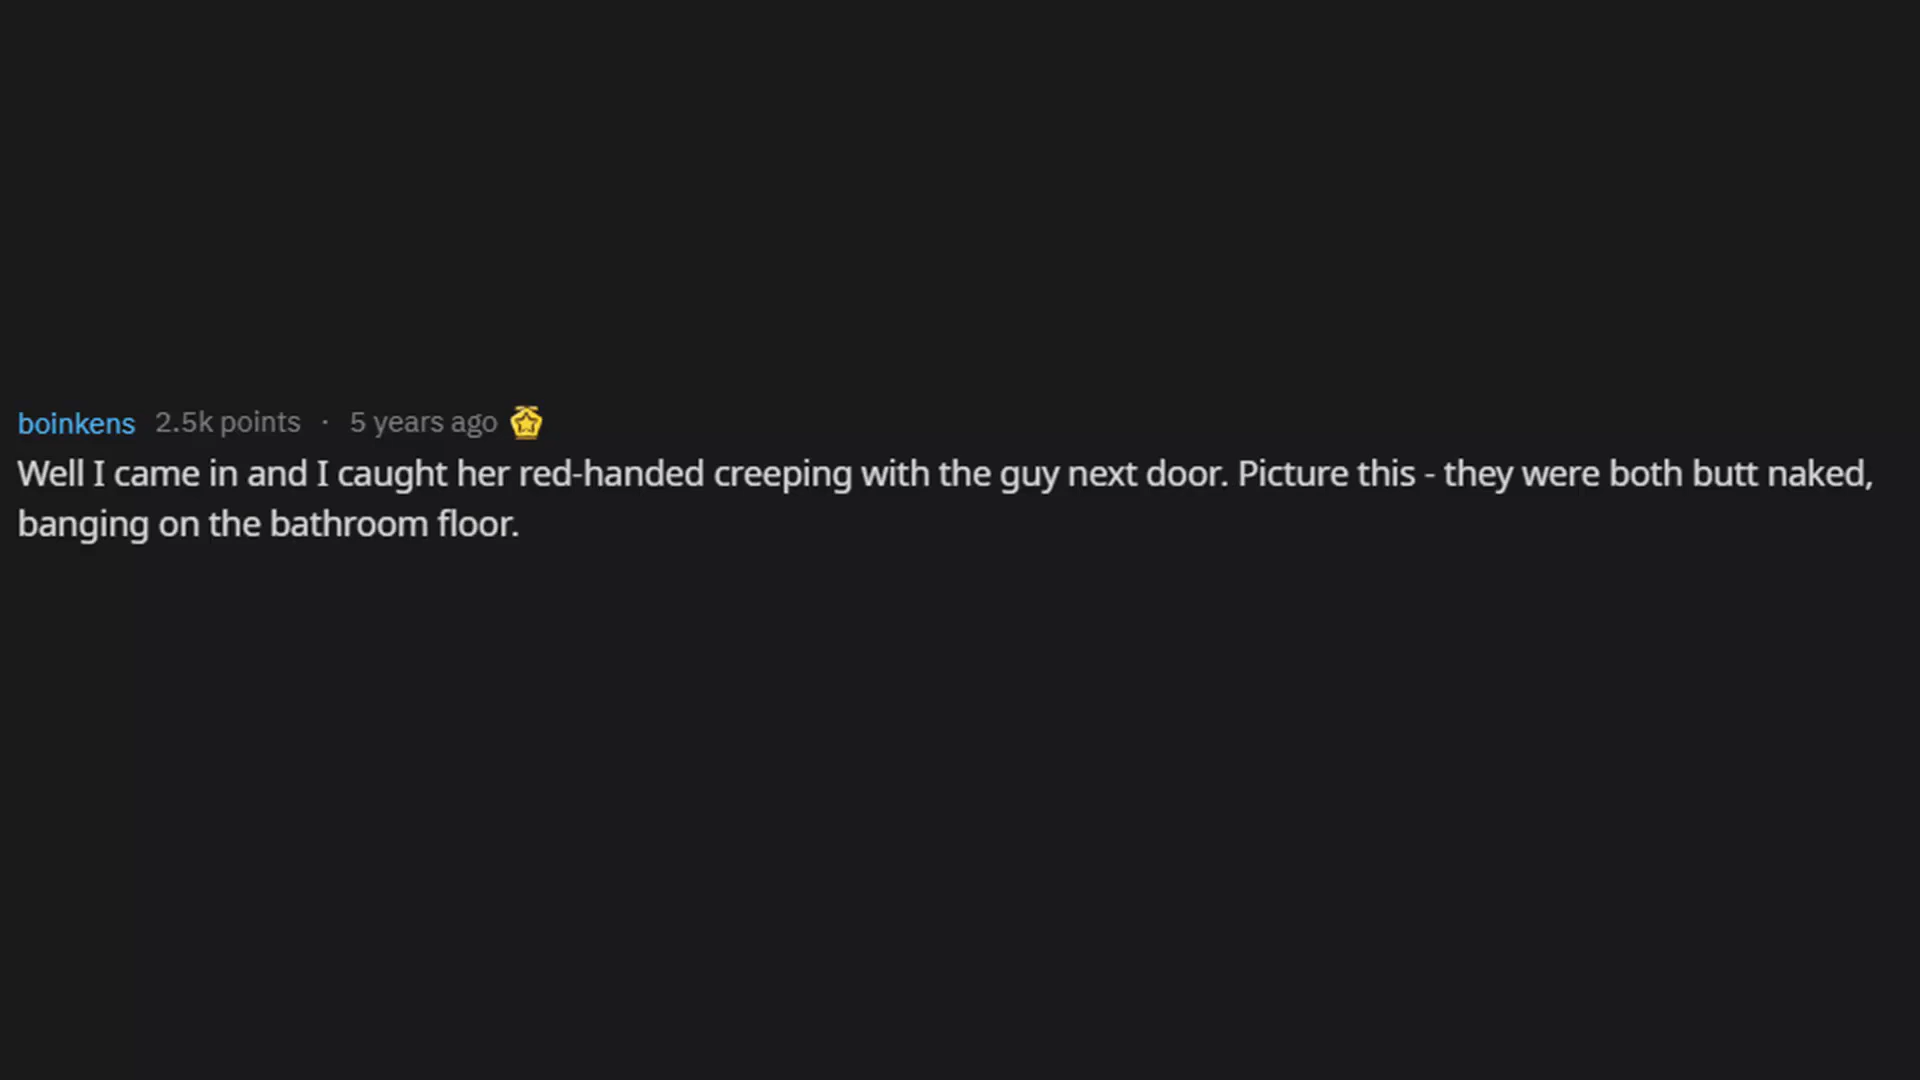 boinkens 2.5k points · 5 years ago
Well I came in and I caught her red-handed creeping with the guy next door. Picture this - they were both butt naked,
banging on the bathroom floor.